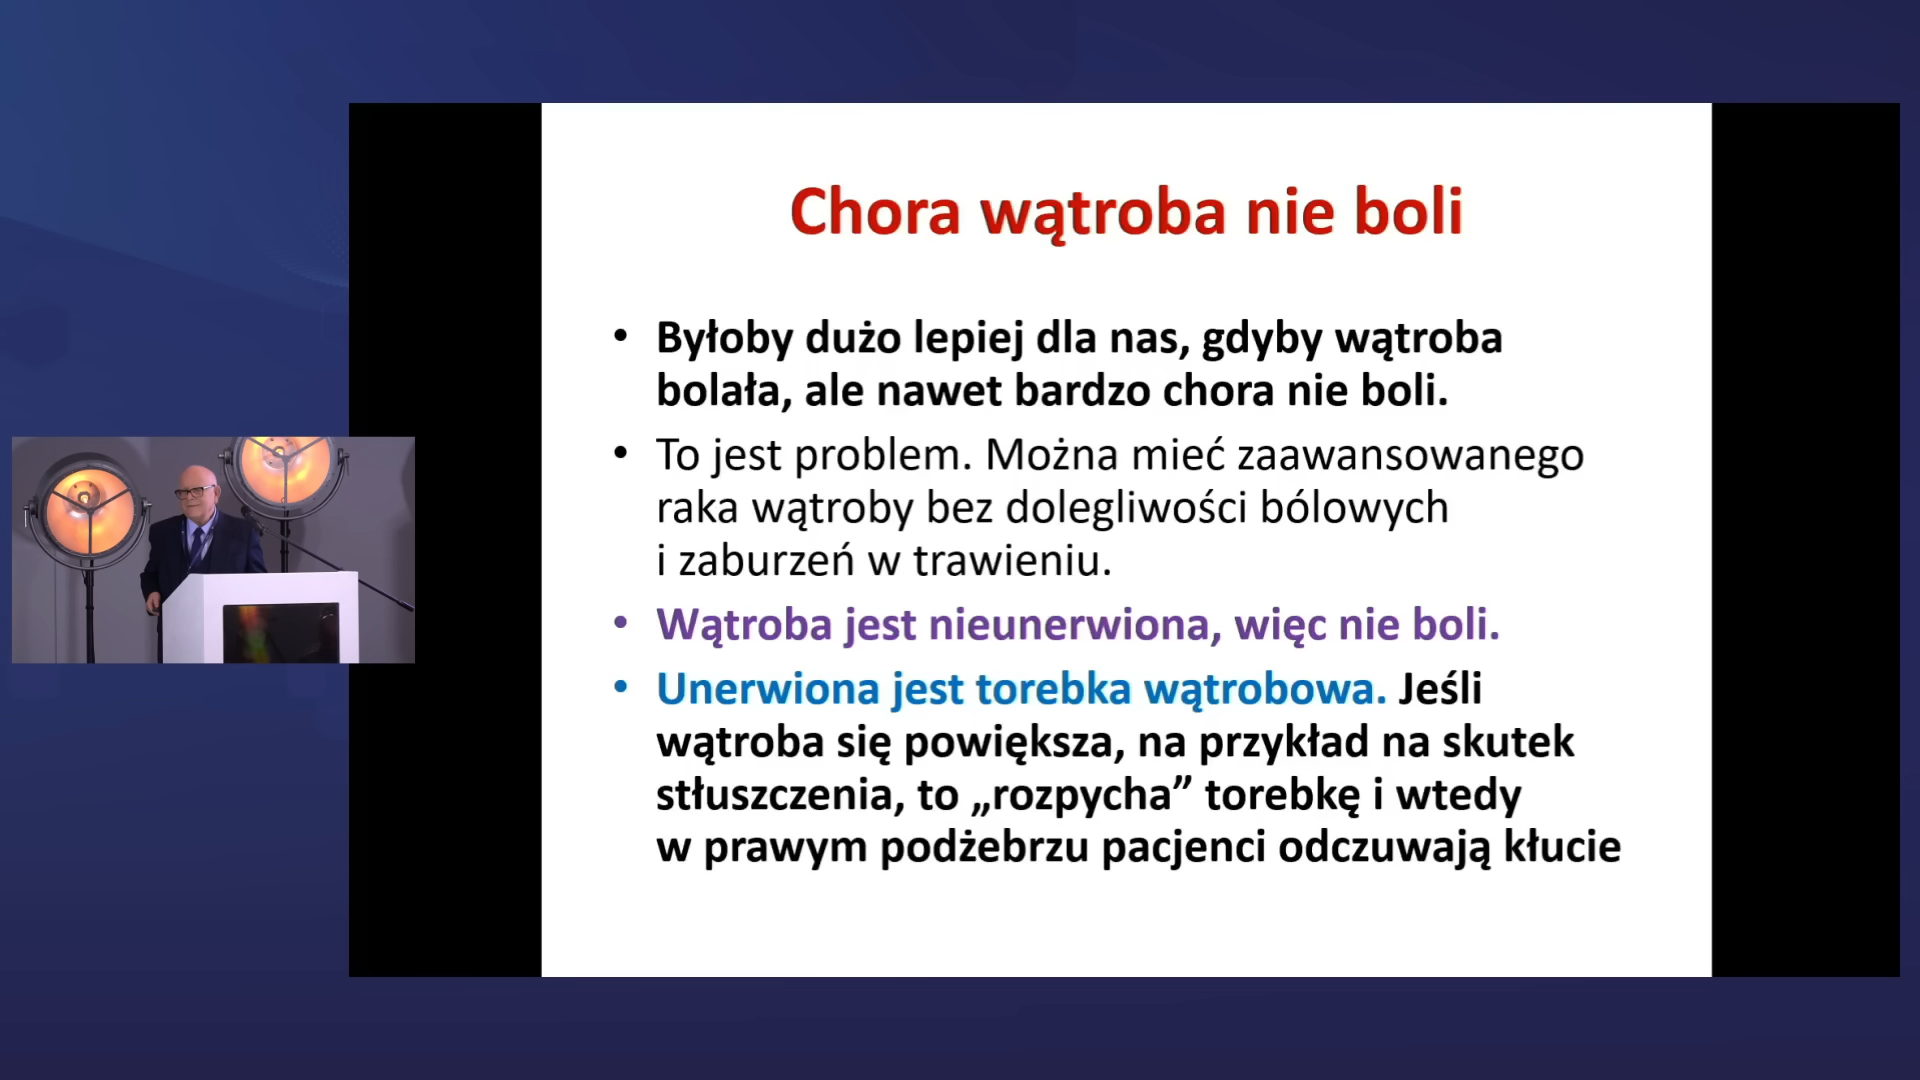 Chora wątroba nie boli
• Byłoby dużo lepiej dla nas, gdyby wątroba
bolała, ale nawet bardzo chora nie boli.
• To jest problem. Można mieć zaawansowanego
raka wątroby bez dolegliwości bólowych
i zaburzeń w trawieniu.
• Wątroba jest nieunerwiona, więc nie boli.
• Unerwiona jest torebka wątrobowa. Jeśli
wątroba się powiększa, na przykład na skutek
stłuszczenia, to „rozpycha” torebkę i wtedy
w prawym podżebrzu pacjenci odczuwają kłucie